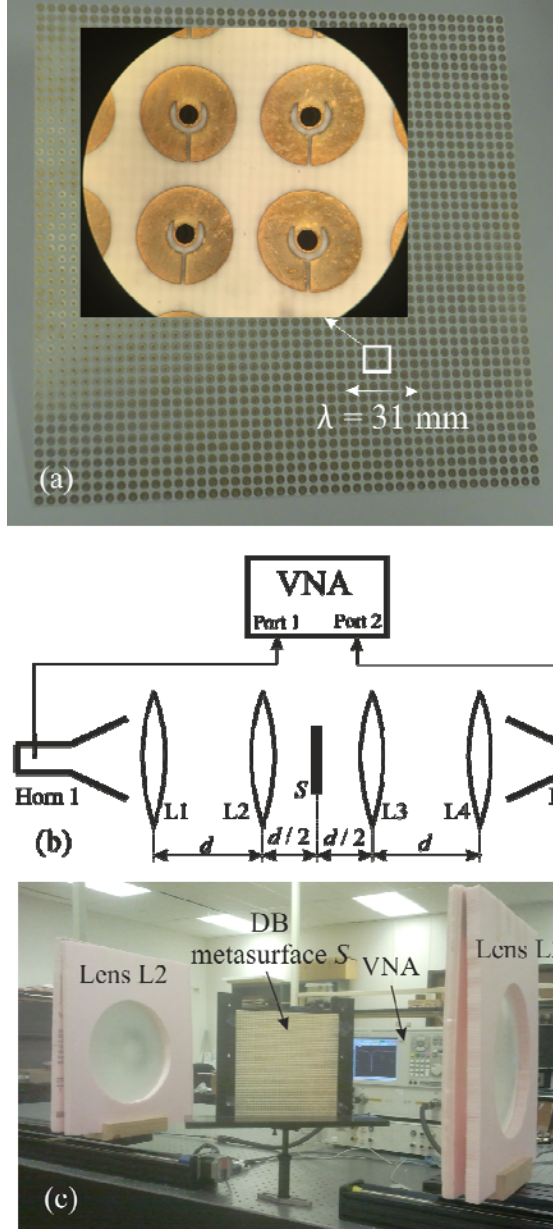 λ = 31 mm
(a)
VNA
Port 1 Port 2
Horn 1
L1 L2 S L3 L4
(b)
d d/2 d/2 d
DB
metasurface S
VNA
Lens L2
Lens
(c)